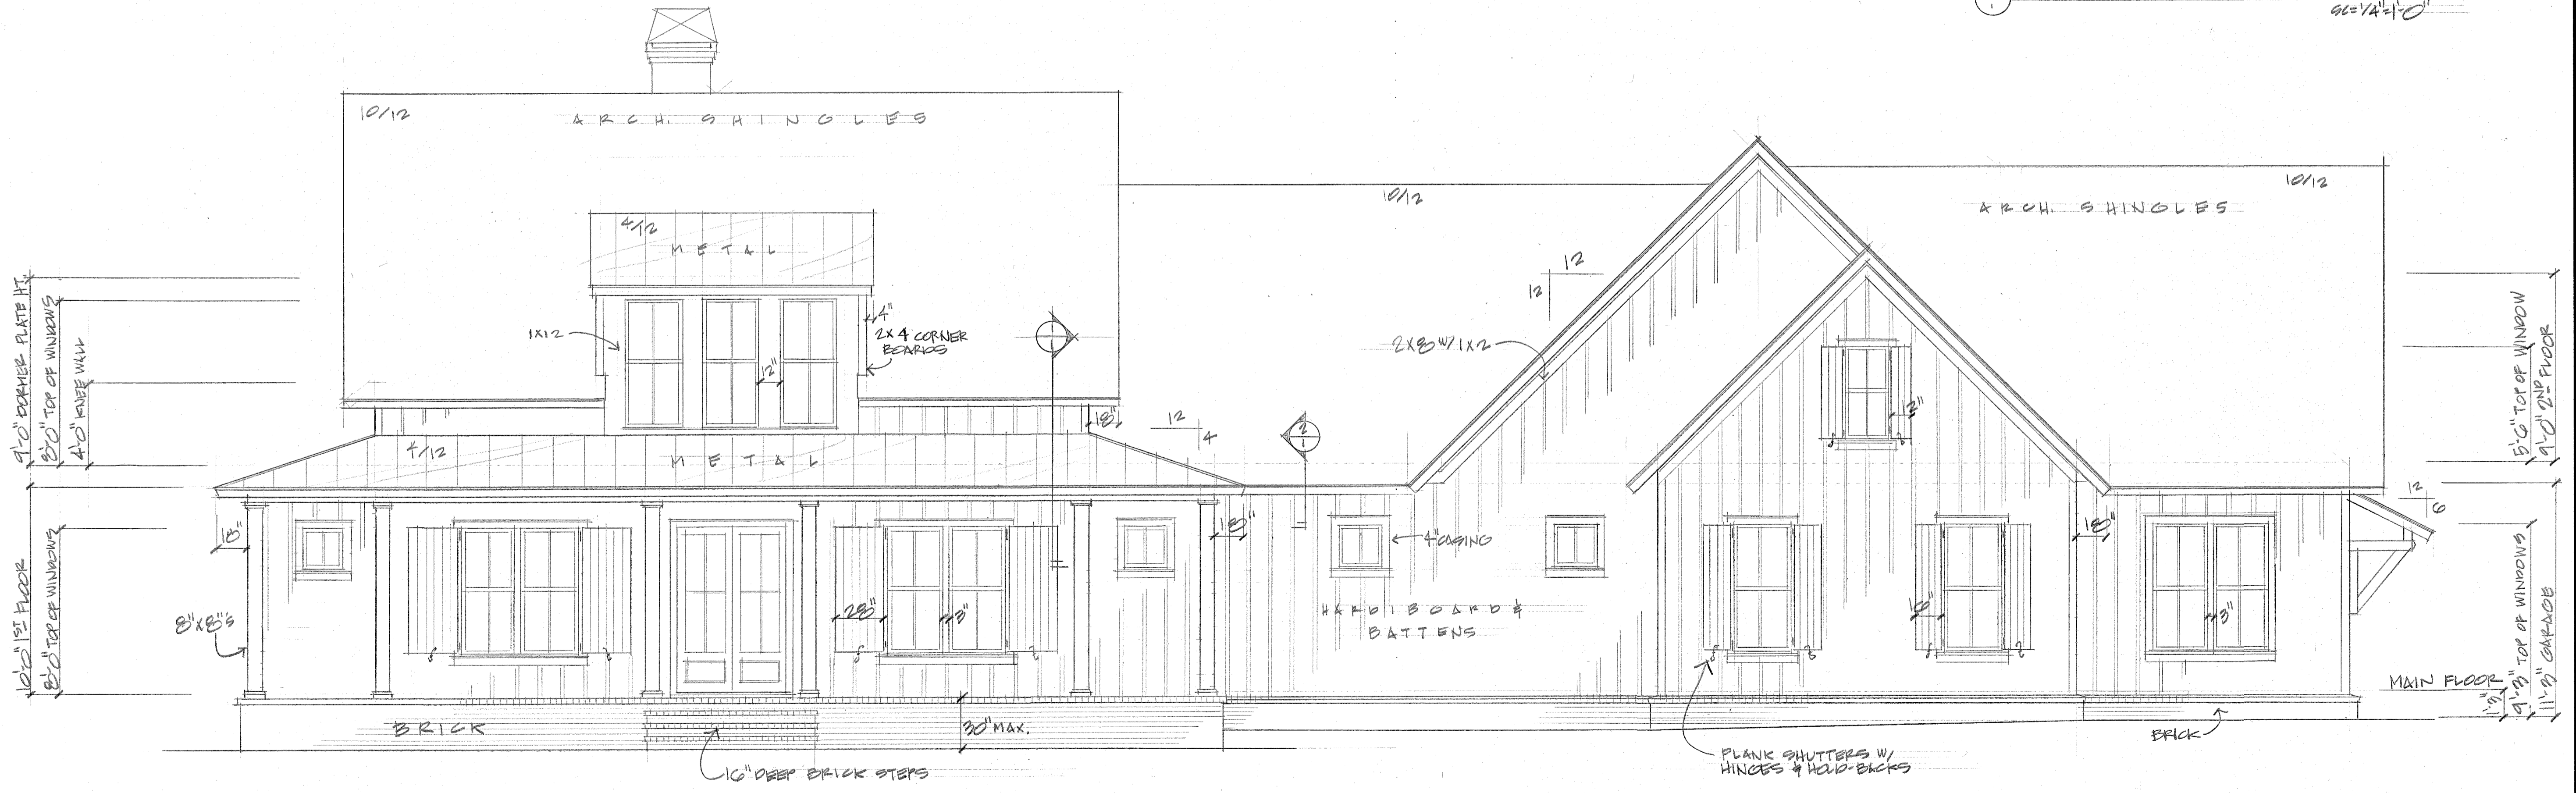 SC=1/4"=1'-0"
10/12
ARCH. SHINGLES
10/12
10/12
ARCH. SHINGLES
4/12
METAL
12
12
9'-0" DORMER PLATE HT.
8'-0" TOP OF WINDOWS
4'-0" KNEE WALL
1X12
4"
2X4 CORNER
BOARDS
12"
1
2X8 W/ 1X2
12"
5'-6" TOP OF WINDOW
9'-0" 2ND FLOOR
18"
12
4
2
4/12
METAL
12
6
10'-0" 1ST FLOOR
8'-0" TOP OF WINDOWS
18"
18"
4" CASING
18"
8"X8"'S
28"
3"
HARDIBOARD &
BATTENS
18"
3"
MAIN FLOOR
1'-3"
9'-3" TOP OF WINDOWS
11'-3" GARAGE
BRICK
30" MAX.
BRICK
16" DEEP BRICK STEPS
PLANK SHUTTERS W/
HINGES & HOLD-BACKS